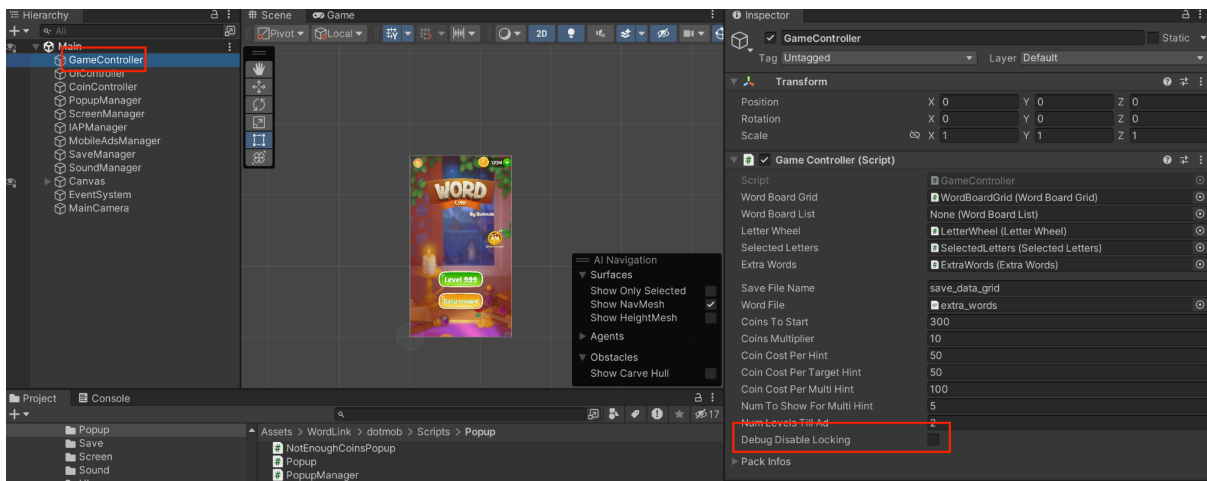 Hierarchy
All
Main
GameController
UIController
CoinController
PopupManager
ScreenManager
IAPManager
MobileAdsManager
SaveManager
SoundManager
Canvas
EventSystem
MainCamera
Scene
Game
Pivot
Local
2D
123M
WORD
LINK
By Dotmob
Level 999
Daily reward
AI Navigation
Surfaces
Show Only Selected
Show NavMesh
Show HeightMesh
Agents
Obstacles
Show Carve Hull
Project
Console
17
Popup
Save
Screen
Sound
Assets > WordLink > dotmob > Scripts > Popup
NotEnoughCoinsPopup
Popup
PopupManager
Inspector
GameController
Static
Tag Untagged
Layer Default
Transform
Position X 0 Y 0 Z 0
Rotation X 0 Y 0 Z 0
Scale X 1 Y 1 Z 1
Game Controller (Script)
Script GameController
Word Board Grid WordBoardGrid (Word Board Grid)
Word Board List None (Word Board List)
Letter Wheel LetterWheel (Letter Wheel)
Selected Letters SelectedLetters (Selected Letters)
Extra Words ExtraWords (Extra Words)
Save File Name save_data_grid
Word File extra_words
Coins To Start 300
Coins Multiplier 10
Coin Cost Per Hint 50
Coin Cost Per Target Hint 50
Coin Cost Per Multi Hint 100
Num To Show For Multi Hint 5
Num Levels Till Ad 2
Debug Disable Locking
Pack Infos